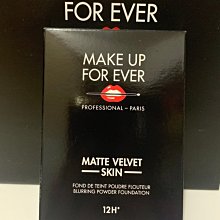 FOR EVER
MAKE UP
FOR EVER
PROFESSIONAL – PARIS
MATTE VELVET
SKIN
FOND DE TEINT POUDRE FLOUTEUR
BLURRING POWDER FOUNDATION
12H*